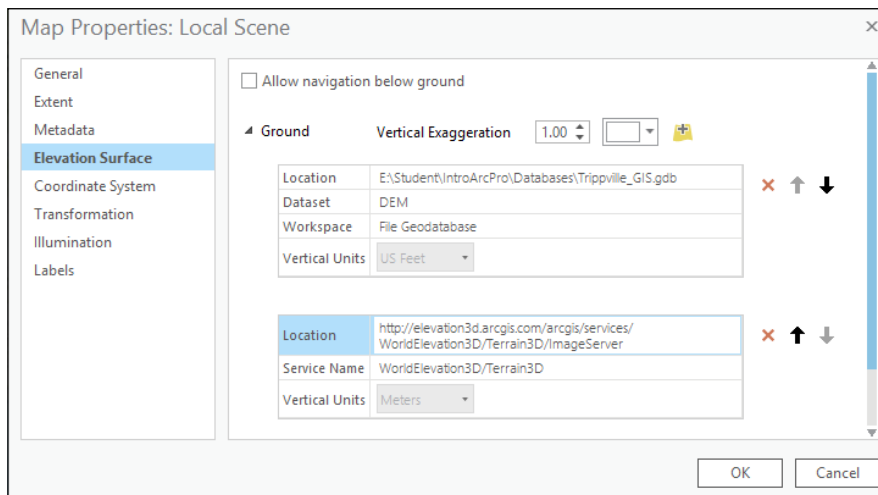 Map Properties: Local Scene
General
Extent
Metadata
Elevation Surface
Coordinate System
Transformation
Illumination
Labels
Allow navigation below ground
Ground Vertical Exaggeration 1.00
Location E:\Student\IntroArcPro\Databases\Trippville_GIS.gdb
Dataset DEM
Workspace File Geodatabase
Vertical Units US Feet
Location http://elevation3d.arcgis.com/arcgis/services/
WorldElevation3D/Terrain3D/ImageServer
Service Name WorldElevation3D/Terrain3D
Vertical Units Meters
OK Cancel